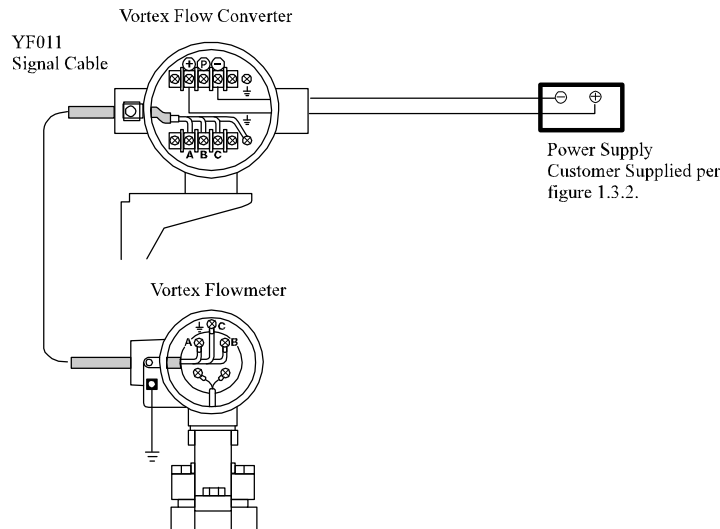 Vortex Flow Converter
YF011
Signal Cable
+ P −
A B C
− +
Power Supply
Customer Supplied per
figure 1.3.2.
Vortex Flowmeter
C
A B